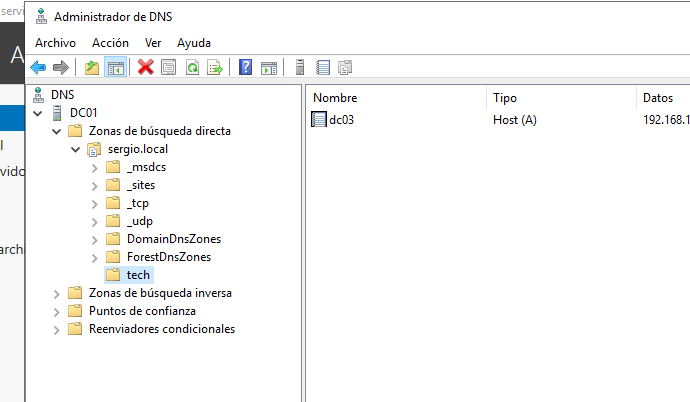 servi
Administrador de DNS
Archivo Acción Ver Ayuda
A
DNS
DC01
Zonas de búsqueda directa
sergio.local
_msdcs
_sites
_tcp
_udp
DomainDnsZones
ForestDnsZones
tech
Zonas de búsqueda inversa
Puntos de confianza
Reenviadores condicionales
Nombre Tipo Datos
dc03 Host (A) 192.168.1
l
vido
archi